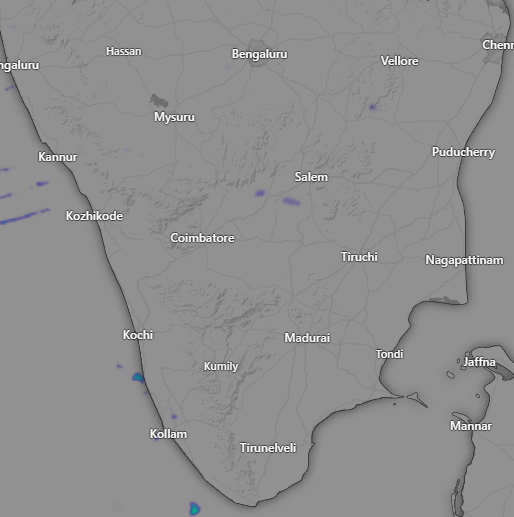 Hassan
Bengaluru
Chenn
Vellore
ngaluru
Mysuru
Kannur
Puducherry
Salem
Kozhikode
Coimbatore
Tiruchi
Nagapattinam
Kochi
Madurai
Kumily
Tondi
Jaffna
Kollam
Mannar
Tirunelveli